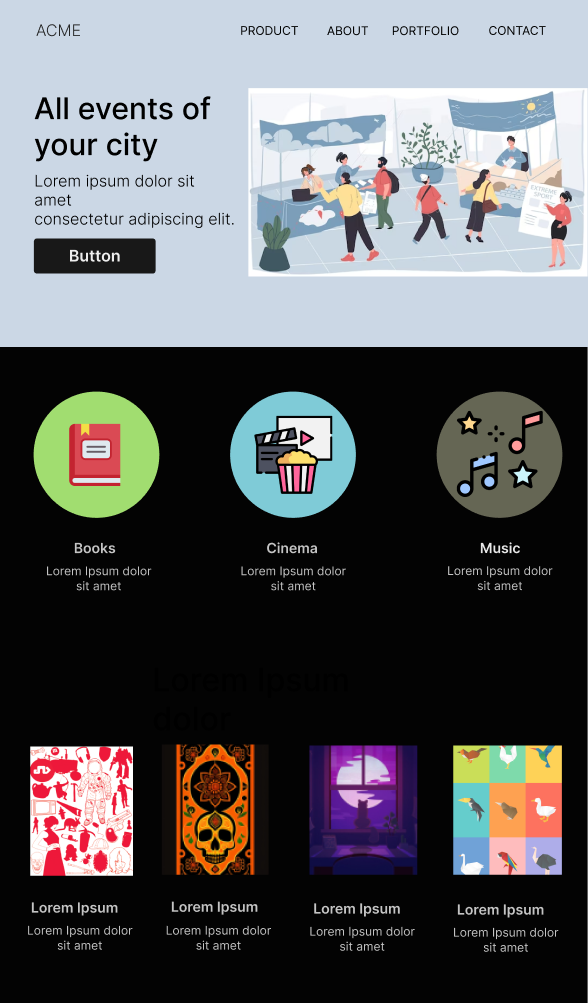 ACME
PRODUCT
ABOUT
PORTFOLIO
CONTACT
All events of
your city
Lorem ipsum dolor sit
amet
consectetur adipiscing elit.
Button
EXTREME
SPORT
Books
Cinema
Music
Lorem Ipsum dolor
sit amet
Lorem Ipsum dolor
sit amet
Lorem Ipsum dolor
sit amet
Lorem Ipsum
dolor
Lorem Ipsum
Lorem Ipsum
Lorem Ipsum
Lorem Ipsum
Lorem Ipsum dolor
sit amet
Lorem Ipsum dolor
sit amet
Lorem Ipsum dolor
sit amet
Lorem Ipsum dolor
sit amet